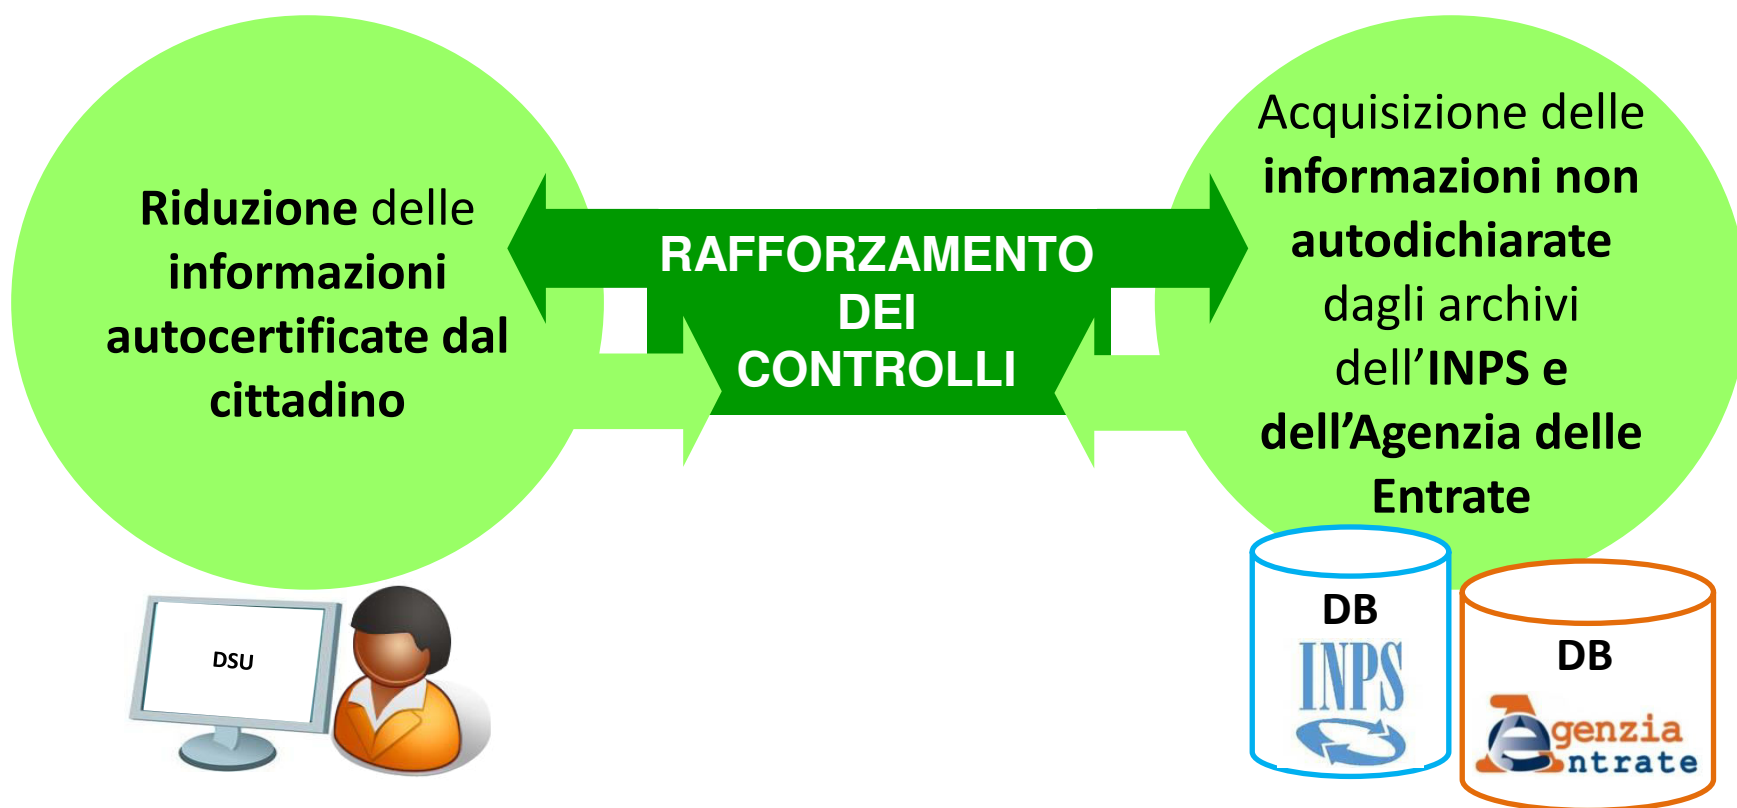 Riduzione delle
informazioni
autocertificate dal
cittadino
RAFFORZAMENTO
DEI
CONTROLLI
Acquisizione delle
informazioni non
autodichiarate
dagli archivi
dell’INPS e
dell’Agenzia delle
Entrate
DSU
DB
INPS
DB
Agenzia
Entrate